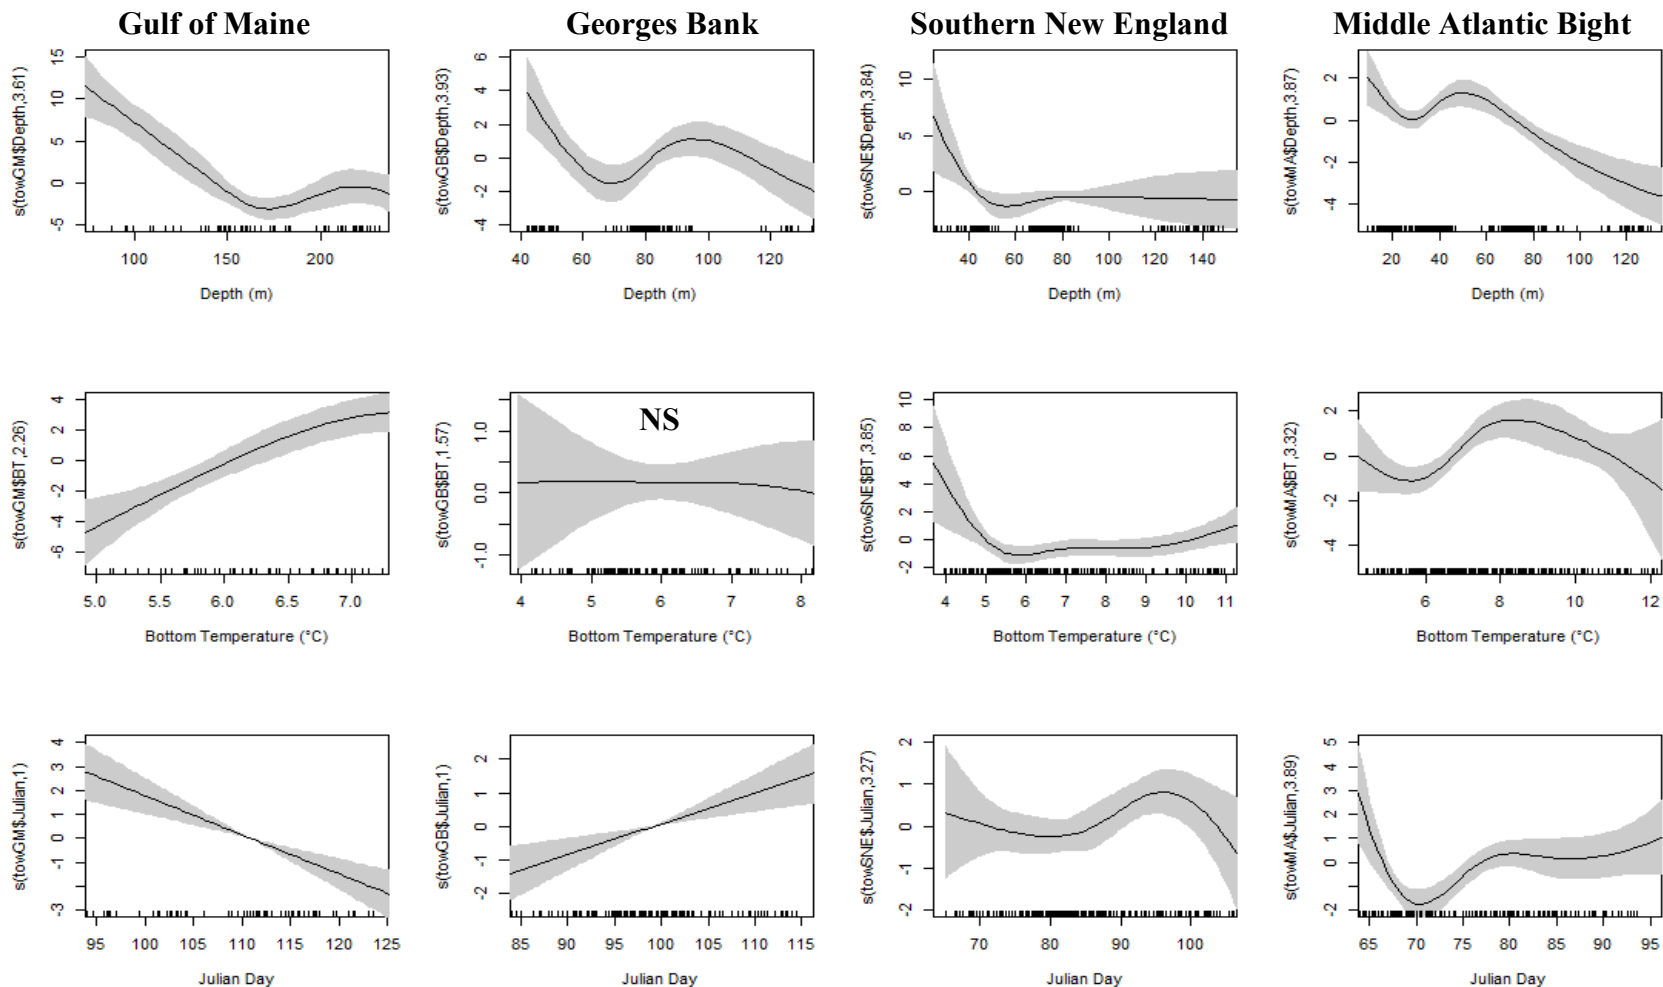 Gulf of Maine Georges Bank Southern New England Middle Atlantic Bight
s(towGM$Depth,3.61)
15
10
5
0
-5
100 200
Depth (m)
s(towGB$Depth,3.93)
6
4
2
0
-2
-4
40 60 80 100 120
Depth (m)
s(towSNE$Depth,3.84)
10
5
0
40 60 80 100 120 140
Depth (m)
s(towMA$Depth,3.87)
2
0
-2
-4
20 40 60 80 100 120
Depth (m)
s(towGM$BT,2.26)
4
2
0
-2
-4
-6
5.0 5.5 6.0 6.5 7.0
Bottom Temperature (°C)
s(towGB$BT,1.57)
NS
1.0
0.0
-1.0
4 5 6 7 8
Bottom Temperature (°C)
s(towSNE$BT,3.85)
10
8
6
4
2
0
-2
4 5 6 7 8 9 10 11
Bottom Temperature (°C)
s(towMA$BT,3.32)
2
0
-2
-4
6 8 10 12
Bottom Temperature (°C)
s(towGM$Julian,1)
4
3
2
1
0
-1
-3
95 100 105 110 115 120 125
Julian Day
s(towGB$Julian,1)
2
1
0
-1
-2
85 90 95 100 105 110 115
Julian Day
s(towSNE$Julian,3.27)
2
1
0
-1
-2
70 80 90 100
Julian Day
s(towMA$Julian,3.89)
5
4
3
2
1
0
-2
65 70 75 80 85 90 95
Julian Day